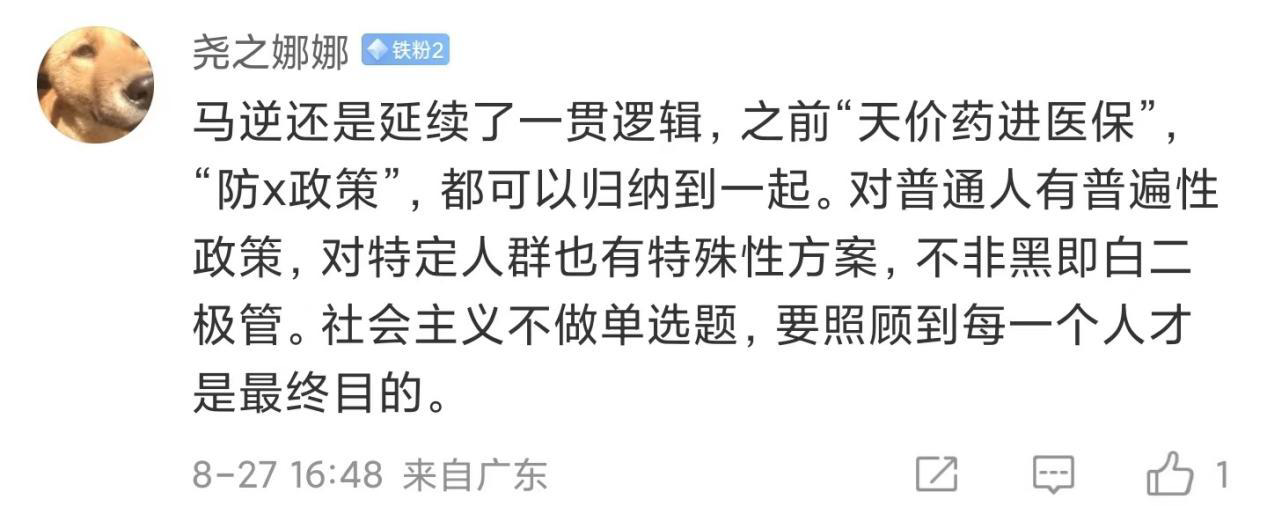 尧之娜娜 铁粉2
马逆还是延续了一贯逻辑，之前“天价药进医保”，
“防x政策”，都可以归纳到一起。对普通人有普遍性
政策，对特定人群也有特殊性方案，不非黑即白二
极管。社会主义不做单选题，要照顾到每一个人才
是最终目的。
8-27 16:48 来自广东 1